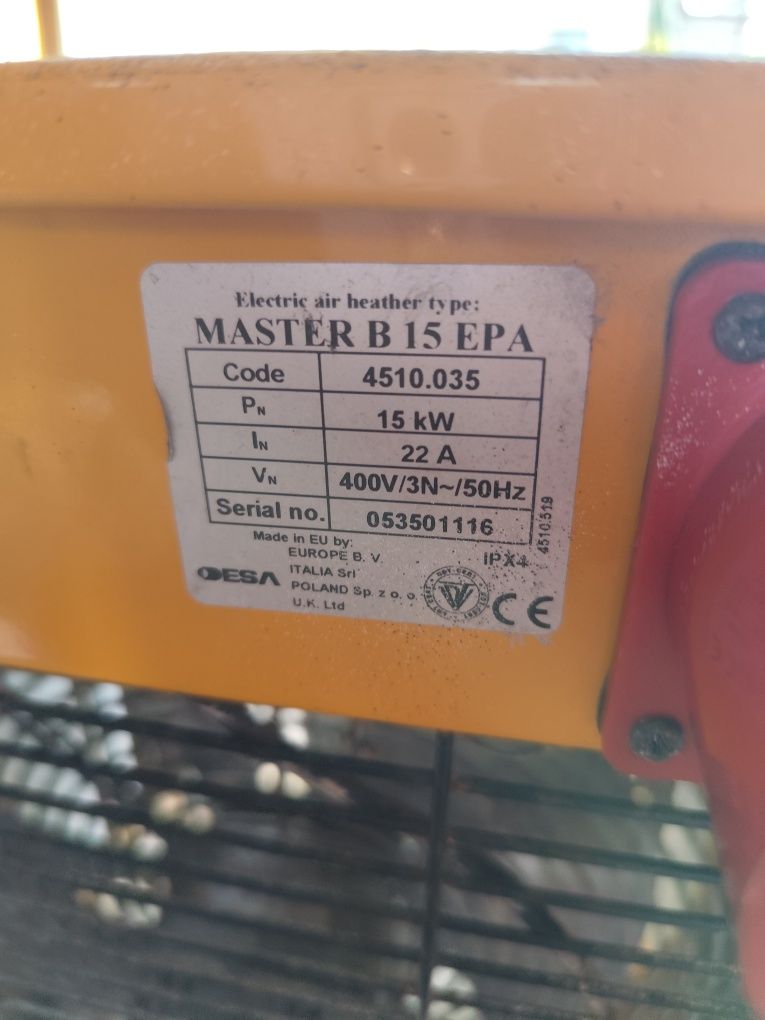 Electric air heather type:
MASTER B 15 EPA
Code 4510.035
PN 15 kW
IN 22 A
VN 400V/3N~/50Hz
Serial no. 053501116
4510.519
Made in EU by:
EUROPE B. V.
ITALIA Srl
POLAND Sp. z o. o.
U.K. Ltd
DESA
IPX4
CE